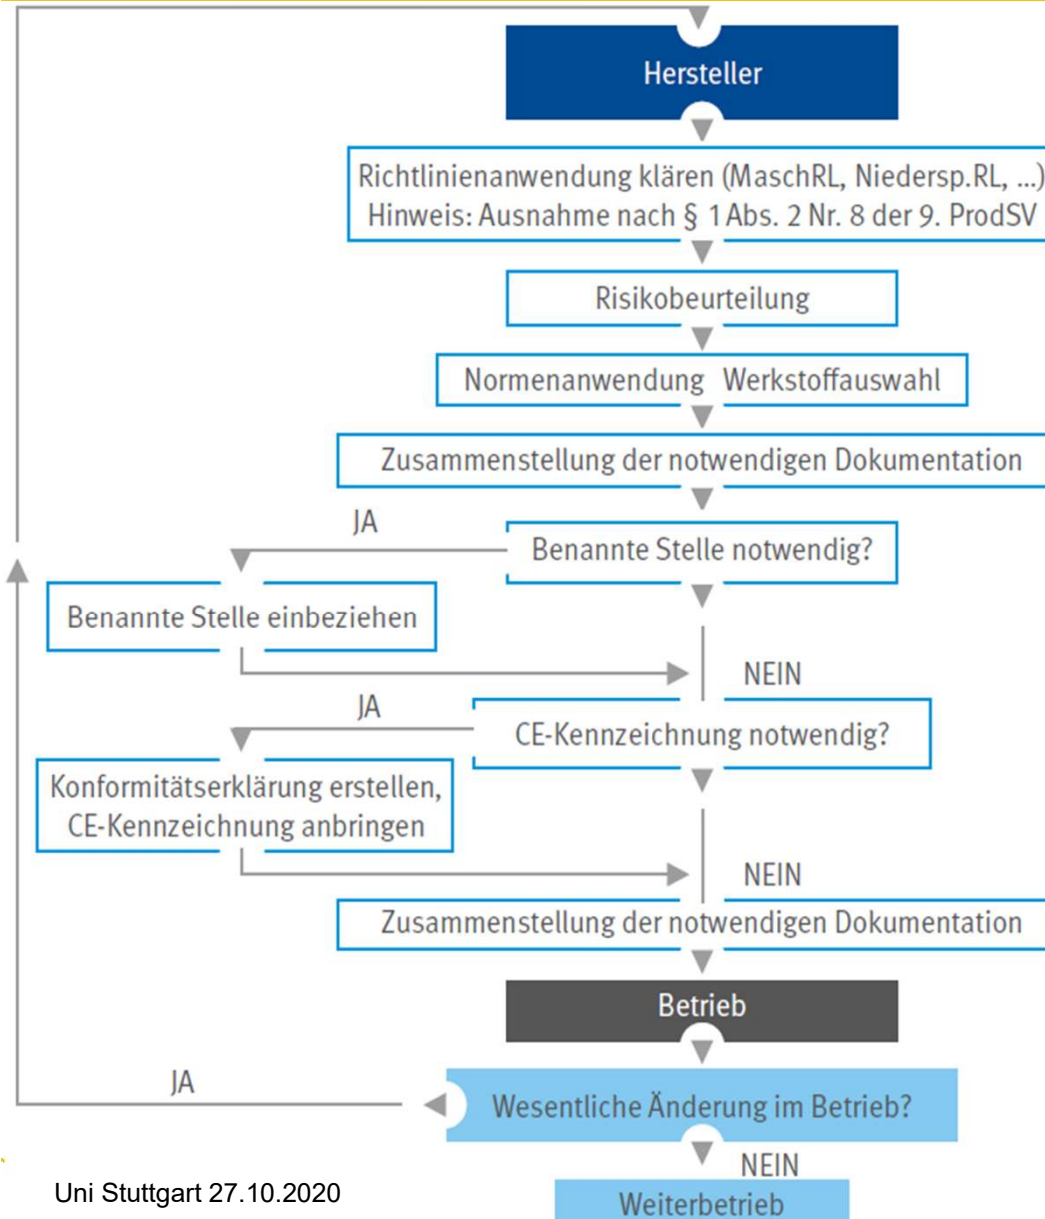 Hersteller
Richtlinienanwendung klären (MaschRL, Niedersp.RL, ...)
Hinweis: Ausnahme nach § 1 Abs. 2 Nr. 8 der 9. ProdSV
Risikobeurteilung
Normenanwendung Werkstoffauswahl
Zusammenstellung der notwendigen Dokumentation
JA
Benannte Stelle notwendig?
Benannte Stelle einbeziehen
NEIN
JA
CE-Kennzeichnung notwendig?
Konformitätserklärung erstellen,
CE-Kennzeichnung anbringen
NEIN
Zusammenstellung der notwendigen Dokumentation
Betrieb
JA
Wesentliche Änderung im Betrieb?
NEIN
Uni Stuttgart 27.10.2020
Weiterbetrieb